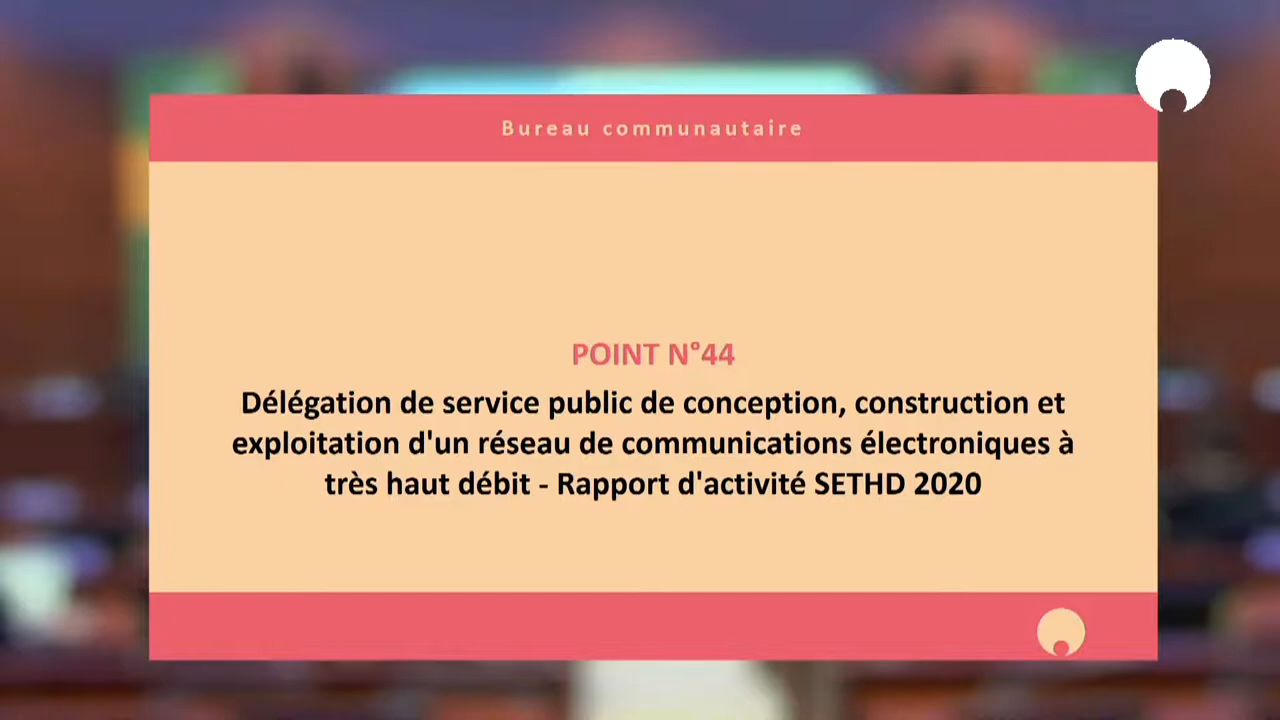 Bureau communautaire
POINT N°44
Délégation de service public de conception, construction et
exploitation d'un réseau de communications électroniques à
très haut débit - Rapport d'activité SETHD 2020